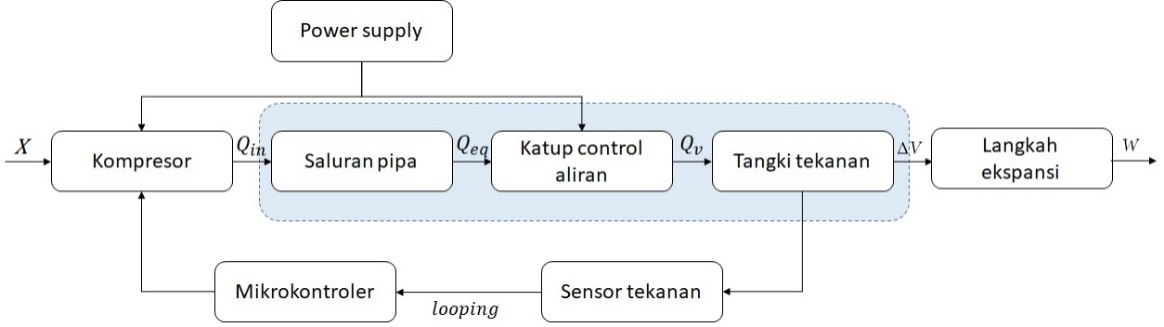 Power supply
X
Kompresor
Q_in
Saluran pipa
Q_eq
Katup control
aliran
Q_v
Tangki tekanan
ΔV
Langkah
ekspansi
W
Mikrokontroler
looping
Sensor tekanan